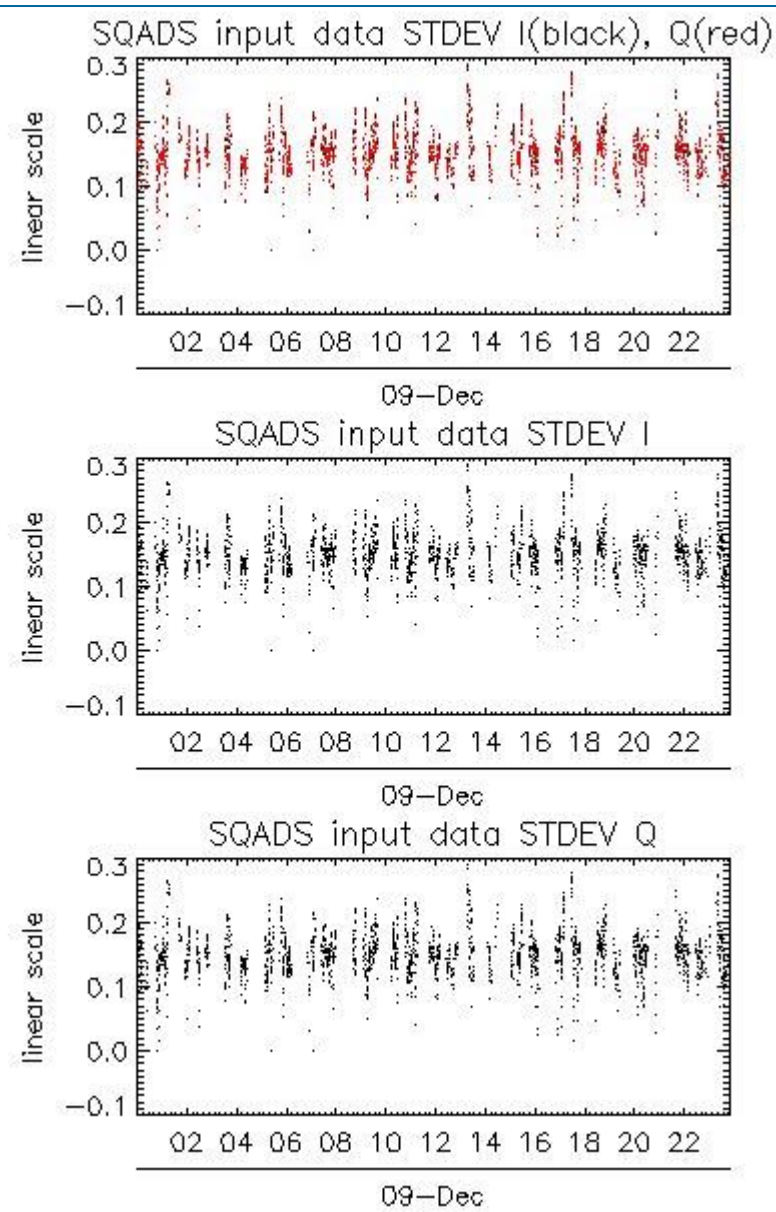 SQADS input data STDEV I(black), Q(red)
0.3
0.2
0.1
0.0
−0.1
linear scale
02 04 06 08 10 12 14 16 18 20 22
09−Dec
SQADS input data STDEV I
0.3
0.2
0.1
0.0
−0.1
linear scale
02 04 06 08 10 12 14 16 18 20 22
09−Dec
SQADS input data STDEV Q
0.3
0.2
0.1
0.0
−0.1
linear scale
02 04 06 08 10 12 14 16 18 20 22
09−Dec